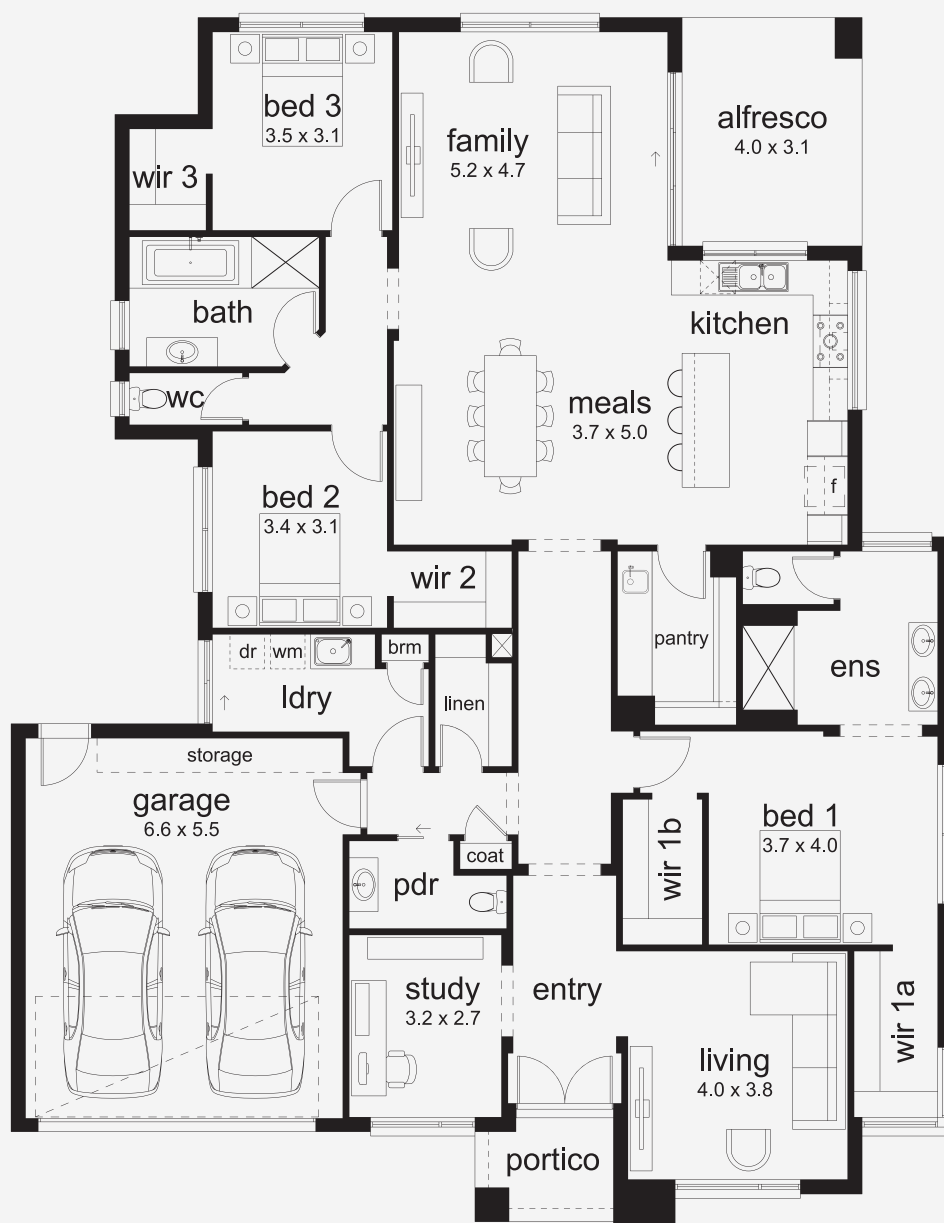 bed 3
3.5 x 3.1
family
5.2 x 4.7
alfresco
4.0 x 3.1
wir 3
bath
kitchen
wc
meals
3.7 x 5.0
bed 2
3.4 x 3.1
f
wir 2
pantry
ens
dr
wm
brm
ldry
linen
storage
garage
6.6 x 5.5
bed 1
3.7 x 4.0
wir 1b
coat
pdr
study
3.2 x 2.7
entry
wir 1a
living
4.0 x 3.8
portico